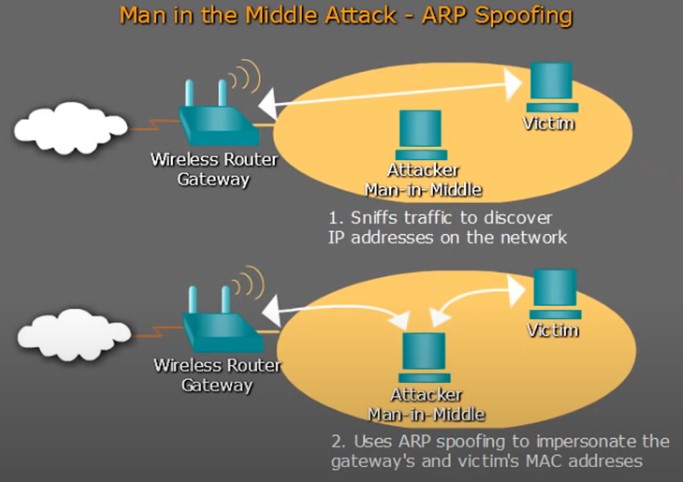 Man in the Middle Attack - ARP Spoofing
Victim
Wireless Router
Gateway
Attacker
Man-in-Middle
1. Sniffs traffic to discover
IP addresses on the network
Victim
Wireless Router
Gateway
Attacker
Man-in-Middle
2. Uses ARP spoofing to impersonate the
gateway's and victim's MAC addreses